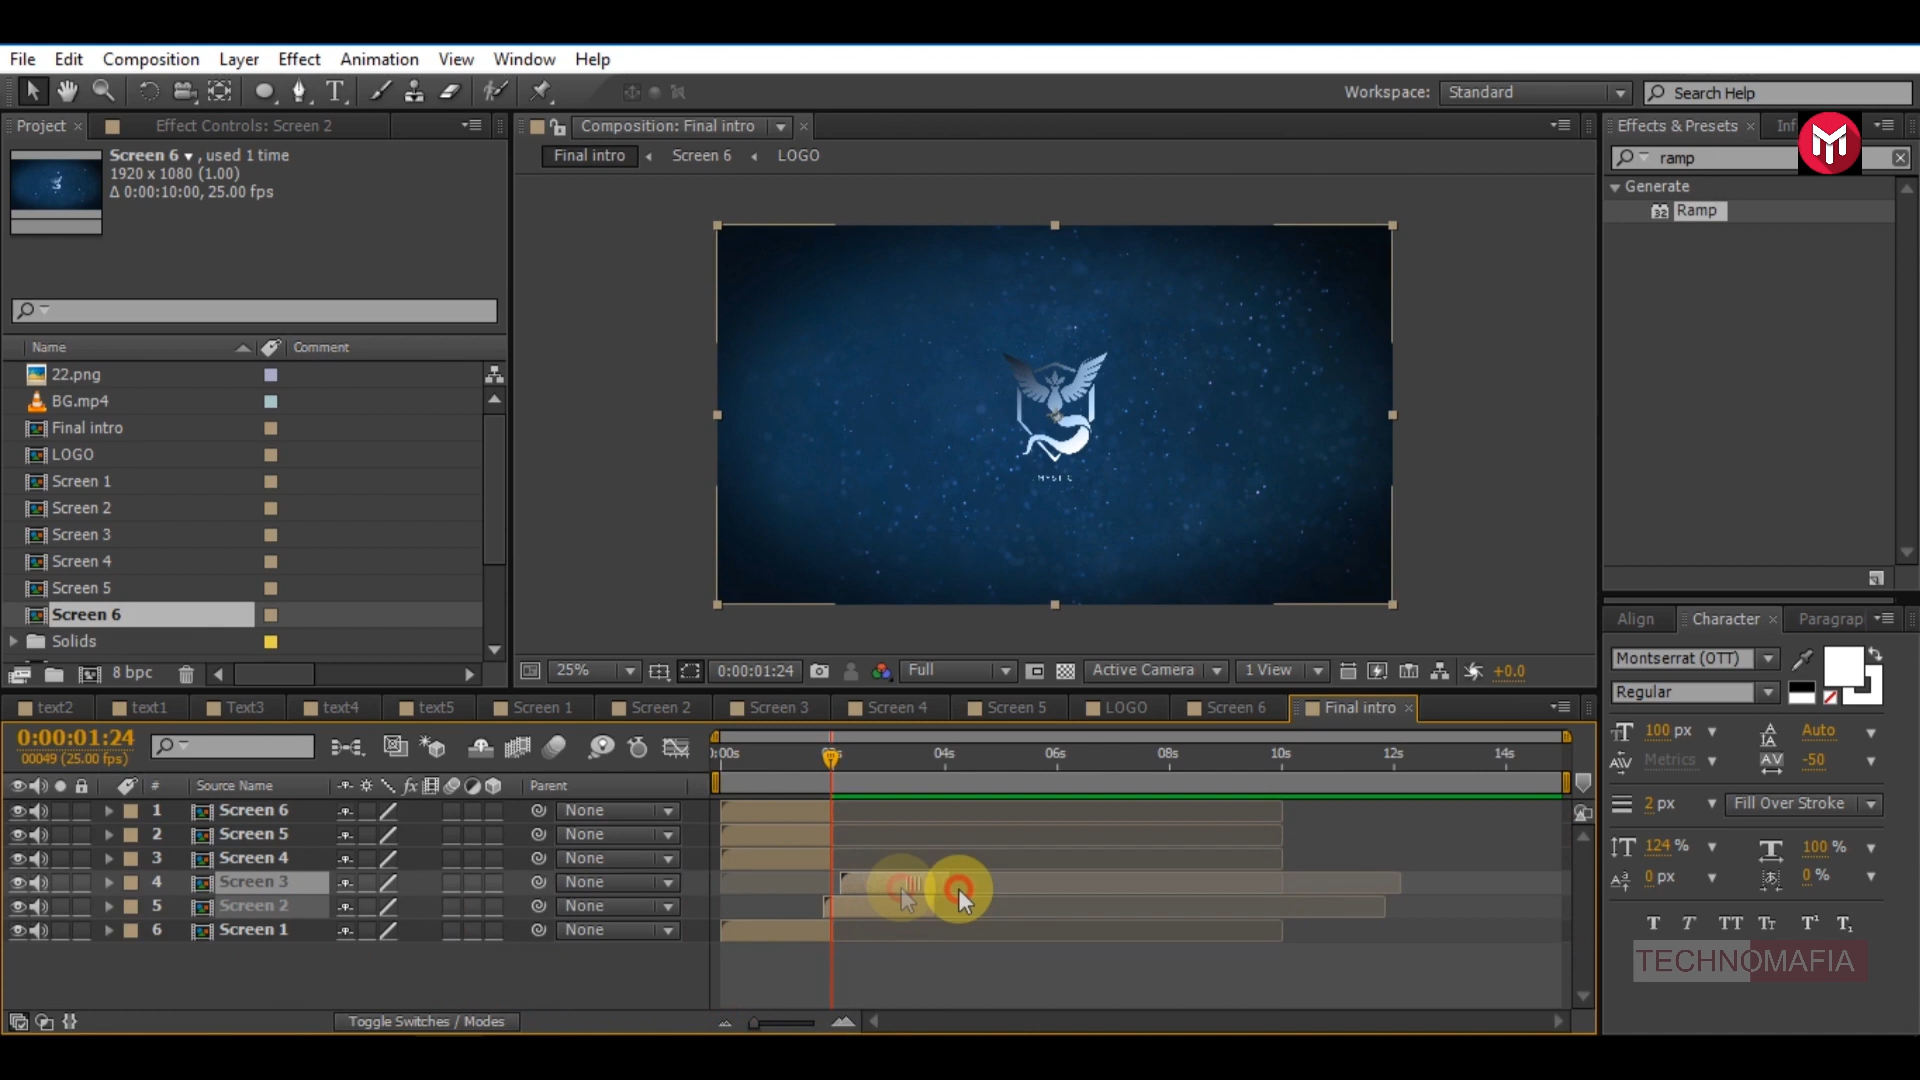 File Edit Composition Layer Effect Animation View Window Help
Workspace: Standard Search Help
Project Effect Controls: Screen 2
Composition: Final intro
Effects & Presets
Screen 6 , used 1 time
1920 x 1080 (1.00)
Δ 0:00:10:00, 25.00 fps
Final intro Screen 6 LOGO
ramp
Generate
32 Ramp
Name Comment
22.png
BG.mp4
Final intro
LOGO
Screen 1
Screen 2
Screen 3
Screen 4
Screen 5
Screen 6
Solids
8 bpc
MYSTIC
25% 0:00:01:24 Full Active Camera 1 View +0.0
Align Character Paragrap
Montserrat (OTT)
Regular
100 px Auto
Metrics -50
2 px Fill Over Stroke
124 % 100 %
0 px 0 %
T T TT Tt T¹ T₁
TECHNOMAFIA
text2 text1 Text3 text4 text5 Screen 1 Screen 2 Screen 3 Screen 4 Screen 5 LOGO Screen 6 Final intro
0:00:01:24
00049 (25.00 fps)
04s 06s 08s 10s 12s 14s
# Source Name Parent
1 Screen 6 None
2 Screen 5 None
3 Screen 4 None
4 Screen 3 None
5 Screen 2 None
6 Screen 1 None
Toggle Switches / Modes